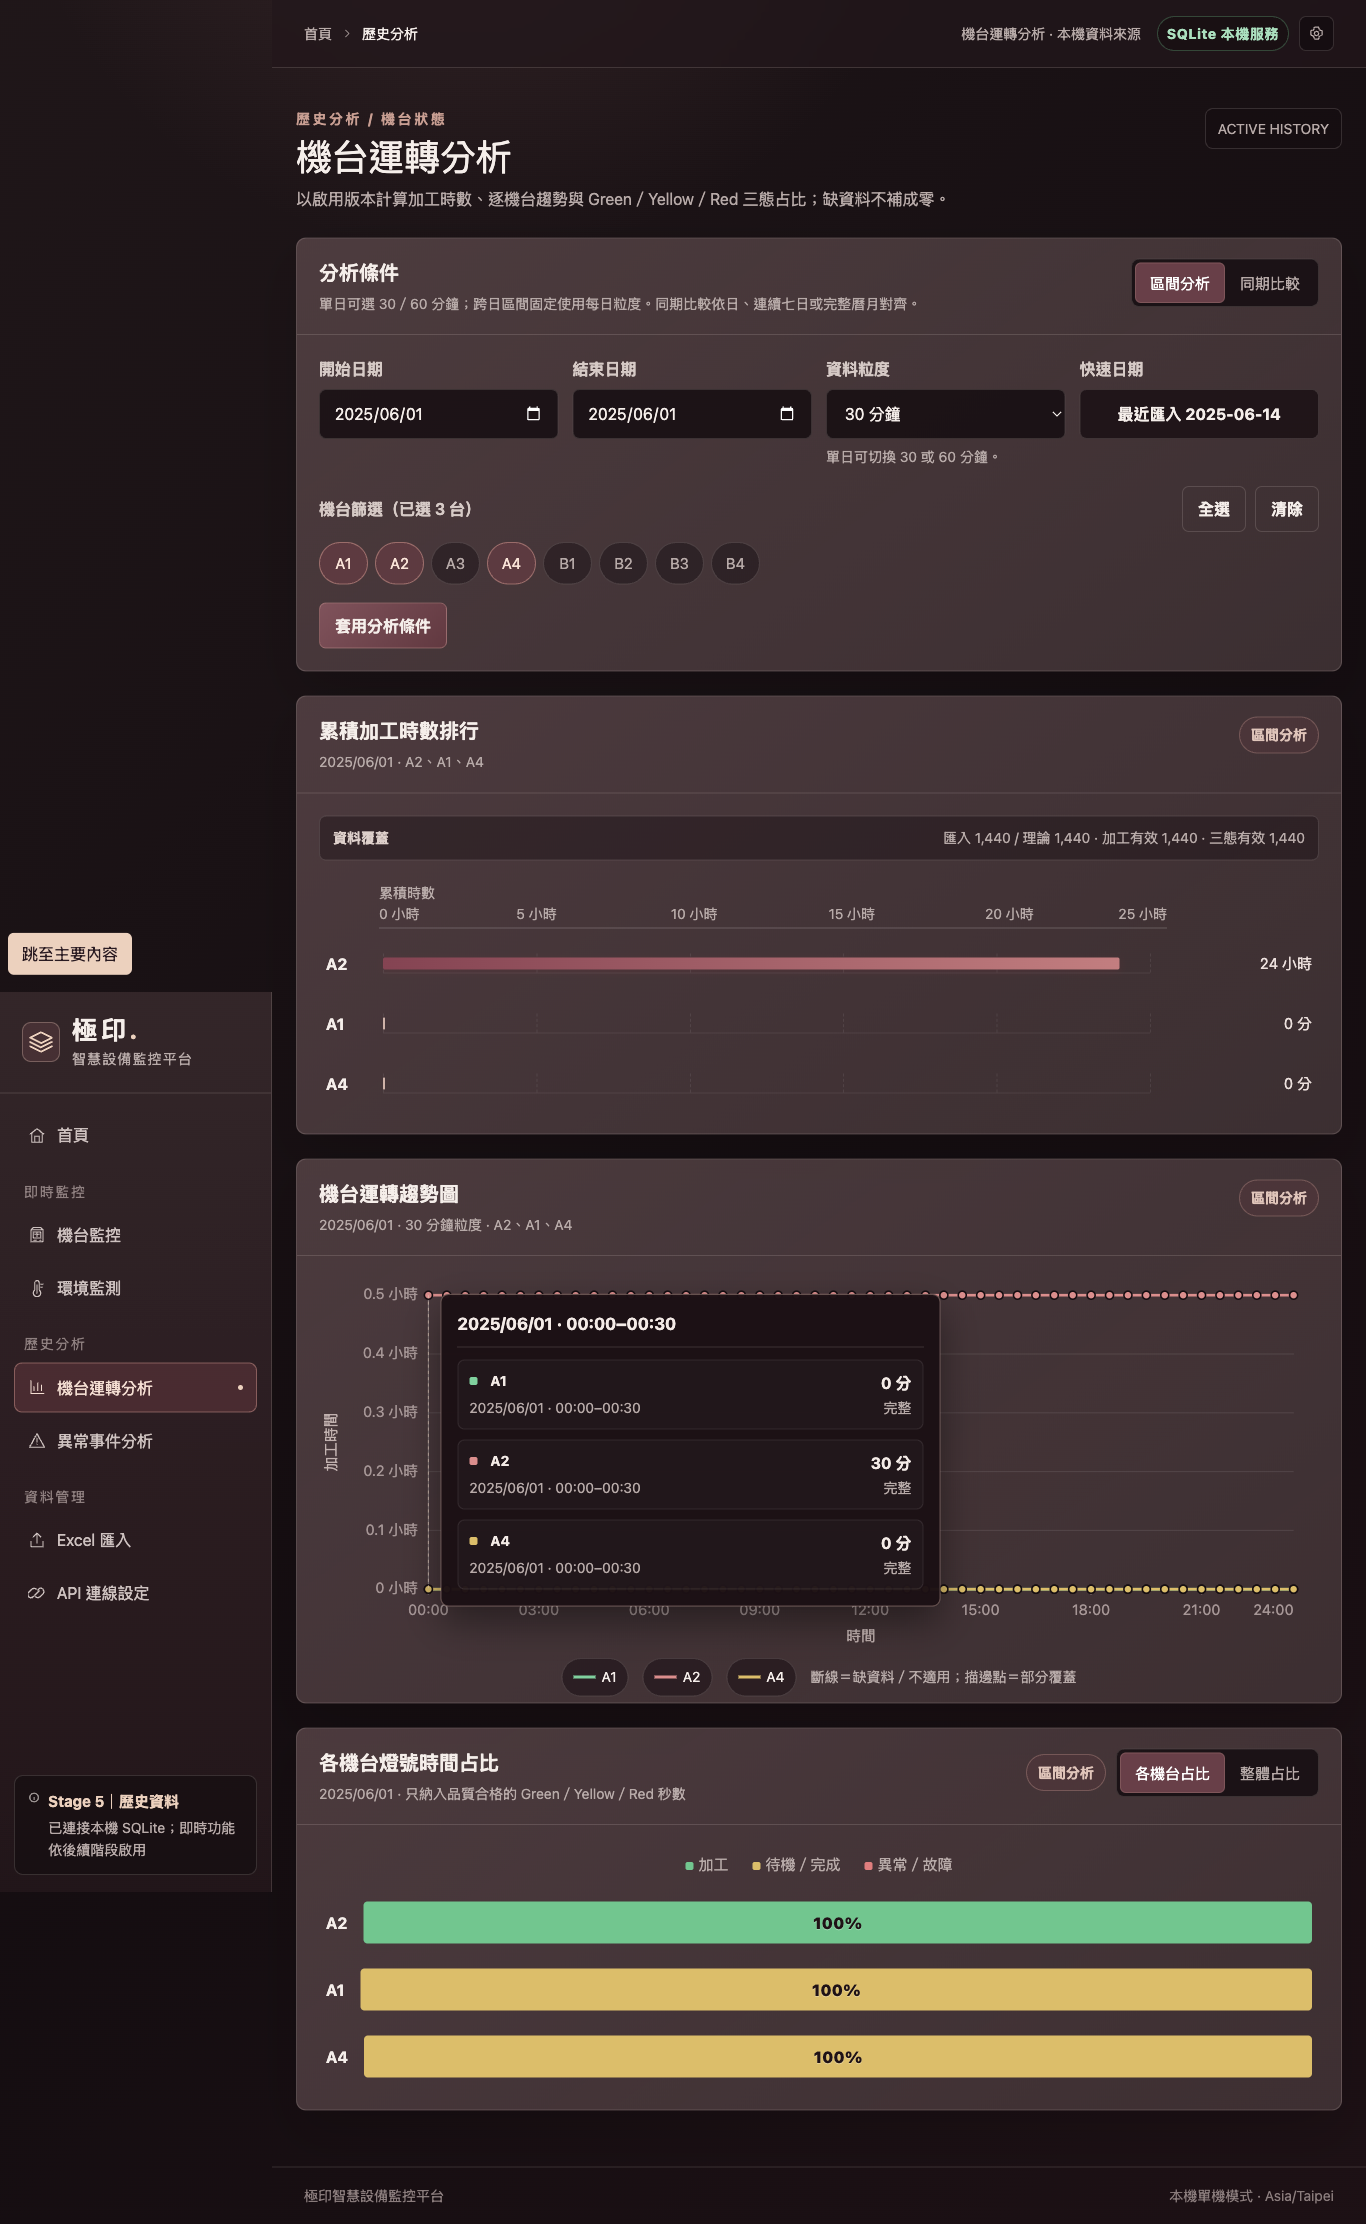 首頁 › 歷史分析
機台運轉分析 · 本機資料來源
SQLite 本機服務
歷史分析 / 機台狀態
機台運轉分析
以啟用版本計算加工時數、逐機台趨勢與 Green / Yellow / Red 三態占比；缺資料不補成零。
ACTIVE HISTORY
分析條件
單日可選 30 / 60 分鐘；跨日區間固定使用每日粒度。同期比較依日、連續七日或完整曆月對齊。
區間分析 同期比較
開始日期 結束日期 資料粒度 快速日期
2025/06/01 2025/06/01 30 分鐘 最近匯入 2025-06-14
單日可切換 30 或 60 分鐘。
機台篩選（已選 3 台）
全選 清除
A1 A2 A3 A4 B1 B2 B3 B4
套用分析條件
累積加工時數排行
2025/06/01 · A2、A1、A4
區間分析
資料覆蓋
匯入 1,440 / 理論 1,440 · 加工有效 1,440 · 三態有效 1,440
累積時數
0 小時 5 小時 10 小時 15 小時 20 小時 25 小時
A2 24 小時
A1 0 分
A4 0 分
機台運轉趨勢圖
2025/06/01 · 30 分鐘粒度 · A2、A1、A4
區間分析
0.5 小時
0.4 小時
0.3 小時
0.2 小時
0.1 小時
0 小時
加工時間
2025/06/01 · 00:00–00:30
A1 0 分
2025/06/01 · 00:00–00:30 完整
A2 30 分
2025/06/01 · 00:00–00:30 完整
A4 0 分
2025/06/01 · 00:00–00:30 完整
00:00 03:00 06:00 09:00 12:00 15:00 18:00 21:00 24:00
時間
A1 A2 A4 斷線＝缺資料 / 不適用；描邊點＝部分覆蓋
各機台燈號時間占比
2025/06/01 · 只納入品質合格的 Green / Yellow / Red 秒數
區間分析
各機台占比 整體占比
加工 待機 / 完成 異常 / 故障
A2 100%
A1 100%
A4 100%
極印智慧設備監控平台
本機單機模式 · Asia/Taipei
跳至主要內容
極印.
智慧設備監控平台
首頁
即時監控
機台監控
環境監測
歷史分析
機台運轉分析
異常事件分析
資料管理
Excel 匯入
API 連線設定
Stage 5｜歷史資料
已連接本機 SQLite；即時功能
依後續階段啟用